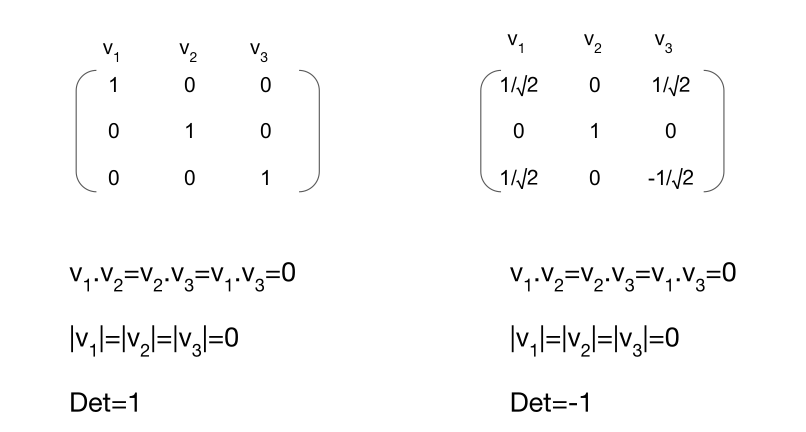 v₁ v₂ v₃
1 0 0
0 1 0
0 0 1
v₁.v₂=v₂.v₃=v₁.v₃=0
|v₁|=|v₂|=|v₃|=0
Det=1
v₁ v₂ v₃
1/√2 0 1/√2
0 1 0
1/√2 0 -1/√2
v₁.v₂=v₂.v₃=v₁.v₃=0
|v₁|=|v₂|=|v₃|=0
Det=-1